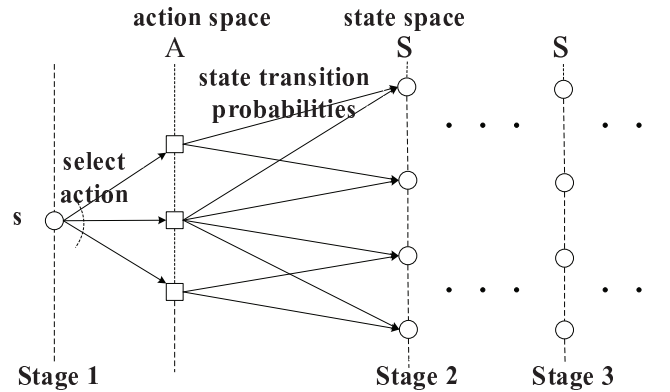 action space
state space
A
S
S
state transition
probabilities
select
action
s
Stage 1
Stage 2
Stage 3